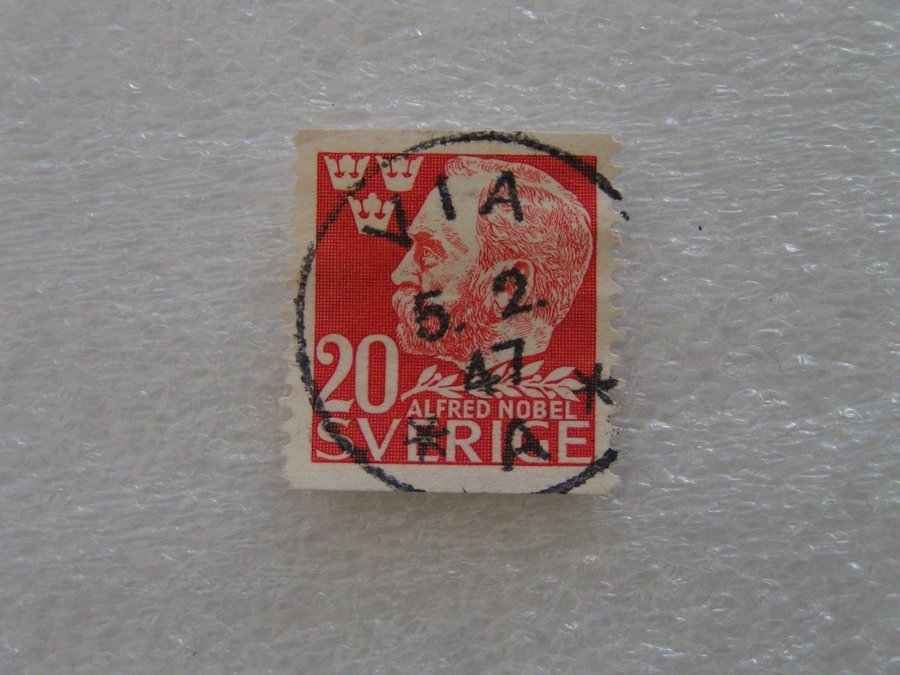 VIA
5. 2.
47
* A *
20
ALFRED NOBEL
SVERIGE